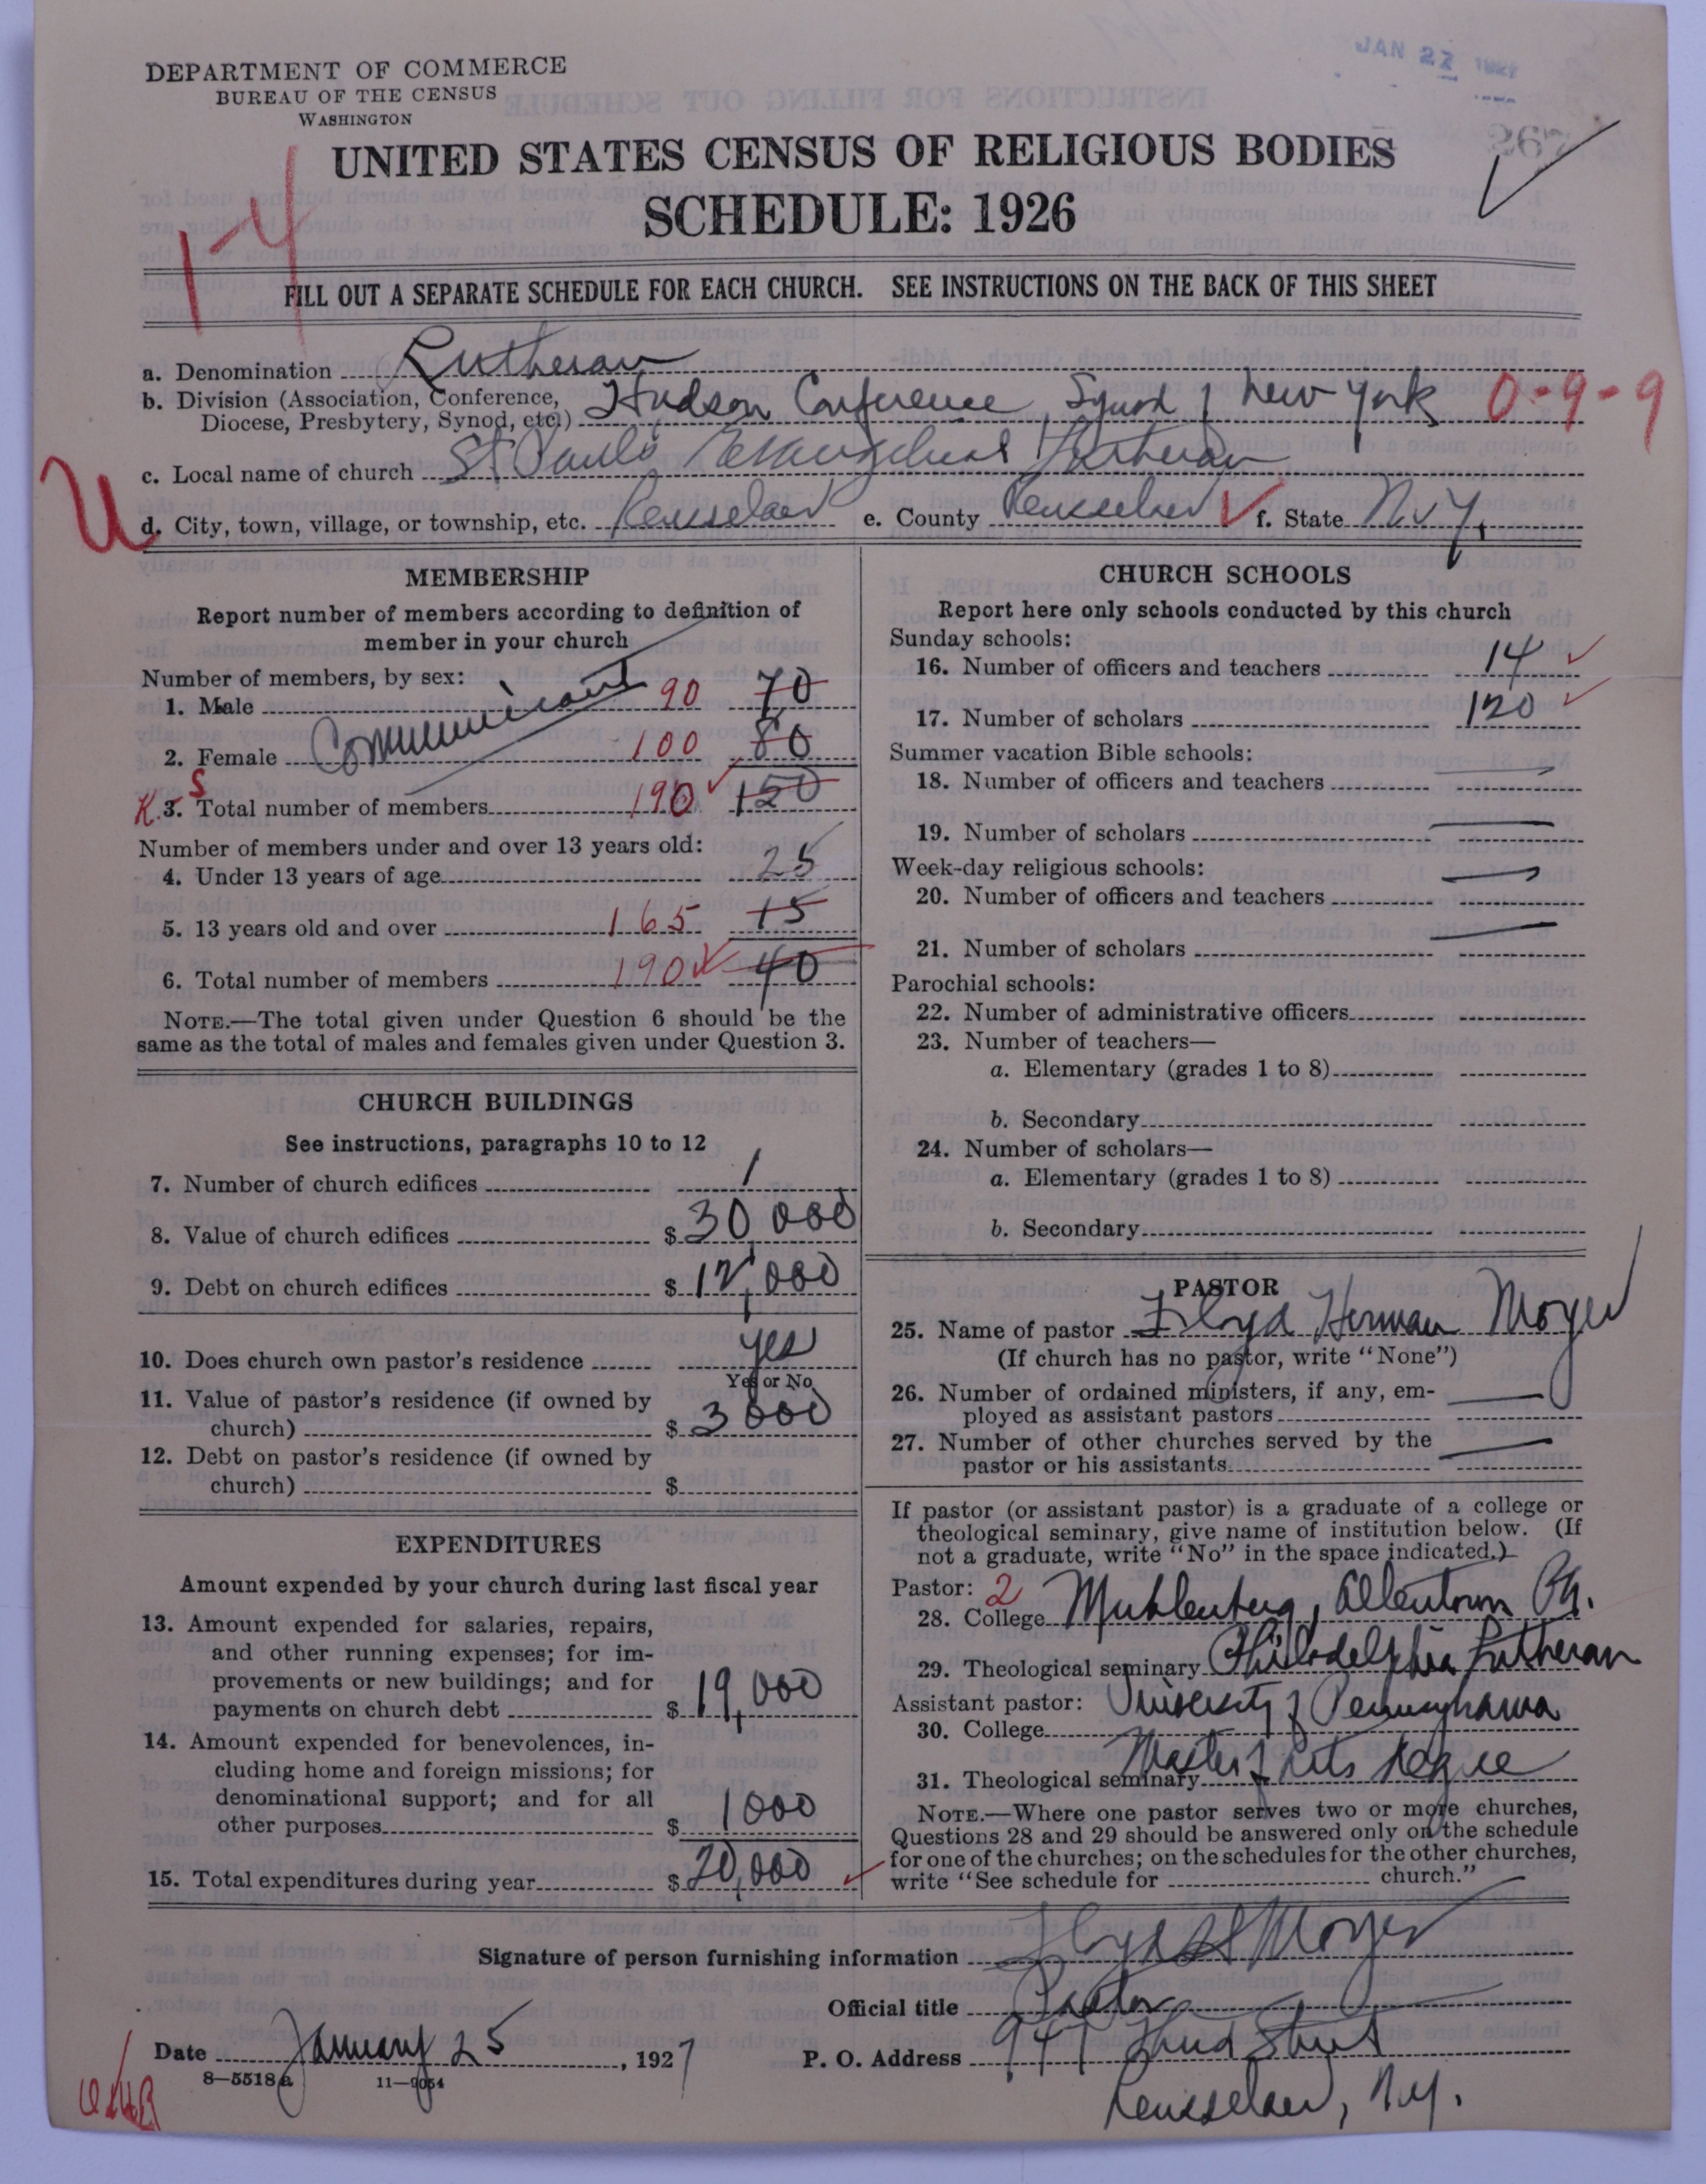 JAN 27 1927
DEPARTMENT OF COMMERCE
BUREAU OF THE CENSUS
WASHINGTON
UNITED STATES CENSUS OF RELIGIOUS BODIES
SCHEDULE: 1926
FILL OUT A SEPARATE SCHEDULE FOR EACH CHURCH. SEE INSTRUCTIONS ON THE BACK OF THIS SHEET
a. Denomination Lutheran
b. Division (Association, Conference, Diocese, Presbytery, Synod, etc.) Hudson Conference, Synod of New York 0-9-9
c. Local name of church St Pauls Evangelical Lutheran
U d. City, town, village, or township, etc. Rensselaer e. County Rensselaer f. State N.Y.
MEMBERSHIP
Report number of members according to definition of
member in your church
Number of members, by sex:
Communicant
1. Male 90 70
2. Female 100 80
3. Total number of members 190 150
Number of members under and over 13 years old:
4. Under 13 years of age 25
5. 13 years old and over 165 15
6. Total number of members 190 40
NOTE.—The total given under Question 6 should be the
same as the total of males and females given under Question 3.
CHURCH BUILDINGS
See instructions, paragraphs 10 to 12
7. Number of church edifices 1
8. Value of church edifices $ 30,000
9. Debt on church edifices $ 12,000
10. Does church own pastor's residence yes
Yes or No
11. Value of pastor's residence (if owned by
church) $ 3000
12. Debt on pastor's residence (if owned by
church) $
EXPENDITURES
Amount expended by your church during last fiscal year
13. Amount expended for salaries, repairs,
and other running expenses; for im-
provements or new buildings; and for
payments on church debt $ 19,000
14. Amount expended for benevolences, in-
cluding home and foreign missions; for
denominational support; and for all
other purposes $ 1000
15. Total expenditures during year $ 20,000
CHURCH SCHOOLS
Report here only schools conducted by this church
Sunday schools:
16. Number of officers and teachers 14
17. Number of scholars 120
Summer vacation Bible schools:
18. Number of officers and teachers
19. Number of scholars
Week-day religious schools:
20. Number of officers and teachers
21. Number of scholars
Parochial schools:
22. Number of administrative officers
23. Number of teachers—
a. Elementary (grades 1 to 8)
b. Secondary
24. Number of scholars—
a. Elementary (grades 1 to 8)
b. Secondary
PASTOR
25. Name of pastor Floyd Herman Moyer
(If church has no pastor, write "None")
26. Number of ordained ministers, if any, em-
ployed as assistant pastors
27. Number of other churches served by the
pastor or his assistants
If pastor (or assistant pastor) is a graduate of a college or
theological seminary, give name of institution below. (If
not a graduate, write "No" in the space indicated.)
Pastor: 2
28. College Muhlenberg, Allentown Pa.
29. Theological seminary Philadelphia Lutheran
Assistant pastor: University of Pennsylvania
30. College
Master of Arts Degree
31. Theological seminary
NOTE.—Where one pastor serves two or more churches,
Questions 28 and 29 should be answered only on the schedule
for one of the churches; on the schedules for the other churches,
write "See schedule for church."
Signature of person furnishing information Floyd H Moyer
Official title Pastor
Date January 25, 1927 P. O. Address 947 Third Street
Rensselaer, N.Y.
8—5518a 11—9054